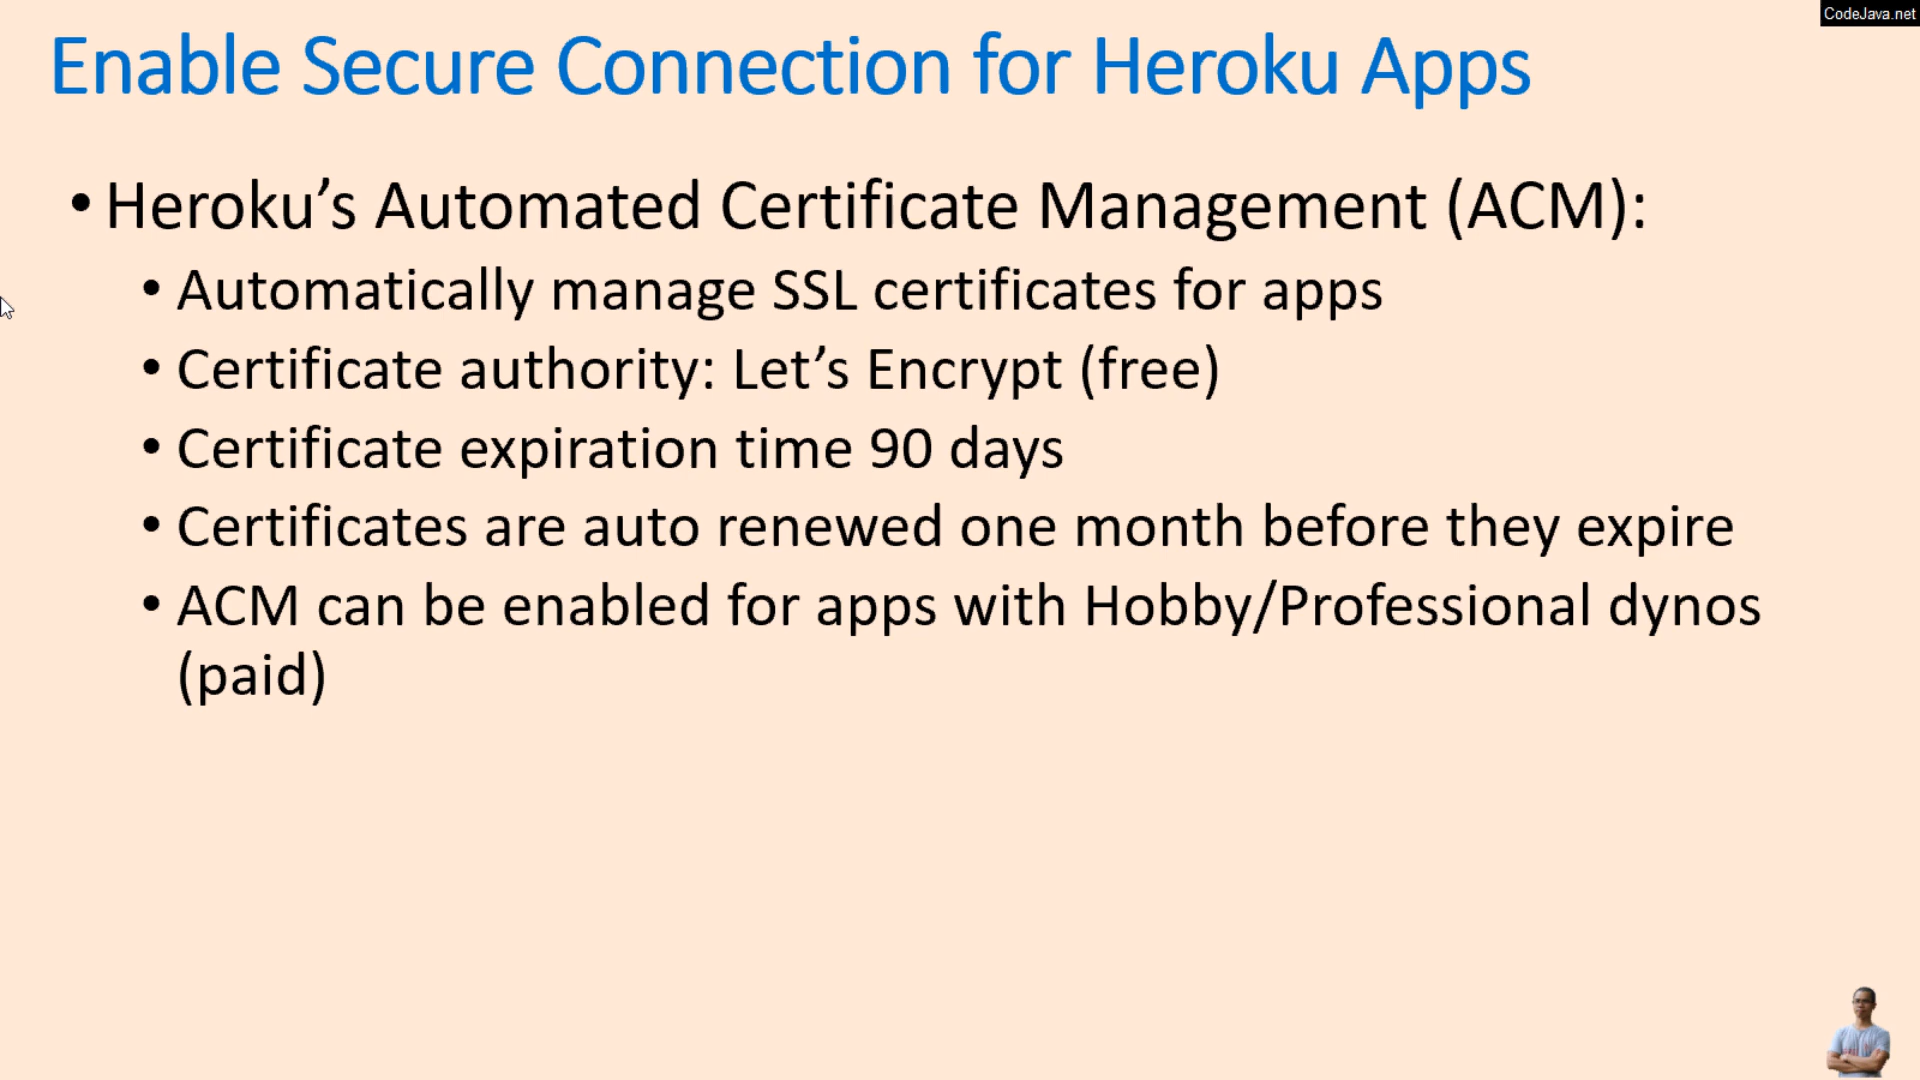 CodeJava.net
Enable Secure Connection for Heroku Apps
• Heroku’s Automated Certificate Management (ACM):
• Automatically manage SSL certificates for apps
• Certificate authority: Let’s Encrypt (free)
• Certificate expiration time 90 days
• Certificates are auto renewed one month before they expire
• ACM can be enabled for apps with Hobby/Professional dynos
(paid)